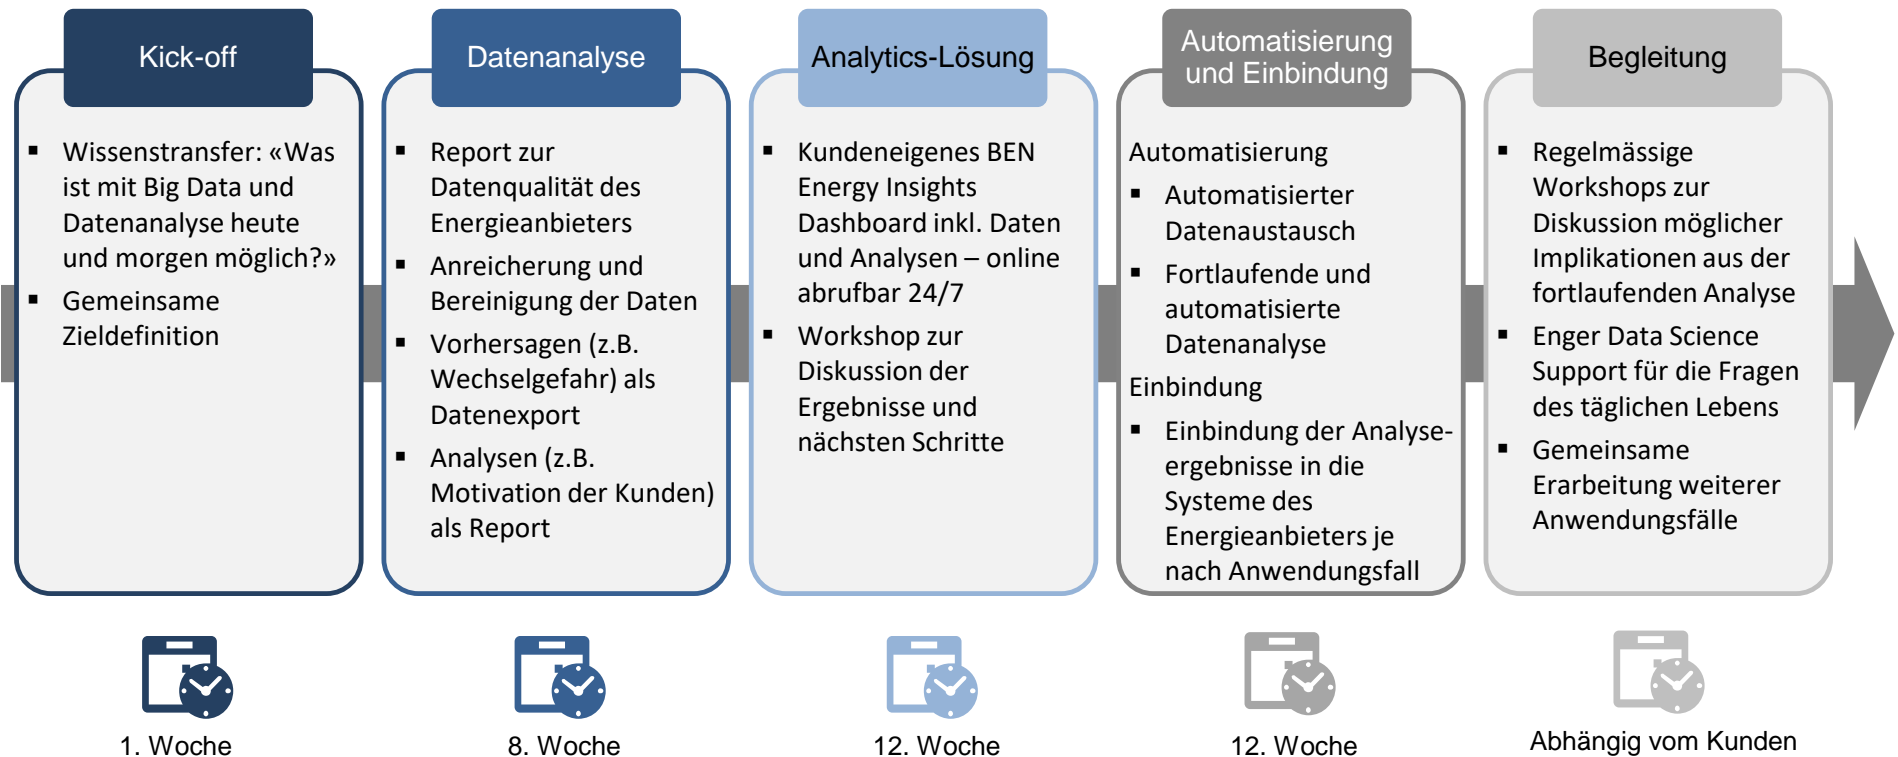 Kick-off
▪ Wissenstransfer: «Was
ist mit Big Data und
Datenanalyse heute
und morgen möglich?»
▪ Gemeinsame
Zieldefinition
1. Woche
Datenanalyse
▪ Report zur
Datenqualität des
Energieanbieters
▪ Anreicherung und
Bereinigung der Daten
▪ Vorhersagen (z.B.
Wechselgefahr) als
Datenexport
▪ Analysen (z.B.
Motivation der Kunden)
als Report
8. Woche
Analytics-Lösung
▪ Kundeneigenes BEN
Energy Insights
Dashboard inkl. Daten
und Analysen – online
abrufbar 24/7
▪ Workshop zur
Diskussion der
Ergebnisse und
nächsten Schritte
12. Woche
Automatisierung
und Einbindung
Automatisierung
▪ Automatisierter
Datenaustausch
▪ Fortlaufende und
automatisierte
Datenanalyse
Einbindung
▪ Einbindung der Analyse-
ergebnisse in die
Systeme des
Energieanbieters je
nach Anwendungsfall
12. Woche
Begleitung
▪ Regelmässige
Workshops zur
Diskussion möglicher
Implikationen aus der
fortlaufenden Analyse
▪ Enger Data Science
Support für die Fragen
des täglichen Lebens
▪ Gemeinsame
Erarbeitung weiterer
Anwendungsfälle
Abhängig vom Kunden